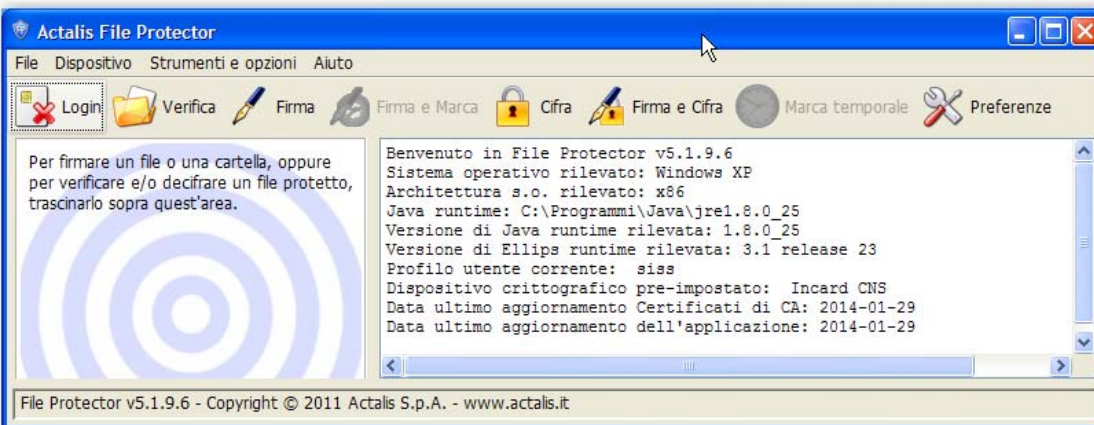 Actalis File Protector
File Dispositivo Strumenti e opzioni Aiuto
Login Verifica Firma Firma e Marca Cifra Firma e Cifra Marca temporale Preferenze
Per firmare un file o una cartella, oppure
per verificare e/o decifrare un file protetto,
trascinarlo sopra quest'area.
Benvenuto in File Protector v5.1.9.6
Sistema operativo rilevato: Windows XP
Architettura s.o. rilevato: x86
Java runtime: C:\Programmi\Java\jre1.8.0_25
Versione di Java runtime rilevata: 1.8.0_25
Versione di Ellips runtime rilevata: 3.1 release 23
Profilo utente corrente:  siss
Dispositivo crittografico pre-impostato:  Incard CNS
Data ultimo aggiornamento Certificati di CA: 2014-01-29
Data ultimo aggiornamento dell'applicazione: 2014-01-29
File Protector v5.1.9.6 - Copyright © 2011 Actalis S.p.A. - www.actalis.it